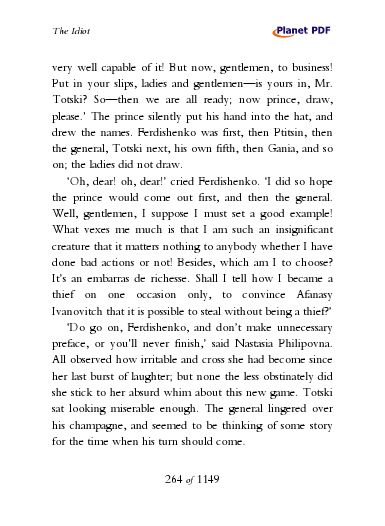 The Idiot
Planet PDF
very well capable of it! But now, gentlemen, to business!
Put in your slips, ladies and gentlemen—is yours in, Mr.
Totski? So—then we are all ready; now prince, draw,
please.’ The prince silently put his hand into the hat, and
drew the names. Ferdishenko was first, then Ptitsin, then
the general, Totski next, his own fifth, then Gania, and so
on; the ladies did not draw.
‘Oh, dear! oh, dear!’ cried Ferdishenko. ‘I did so hope
the prince would come out first, and then the general.
Well, gentlemen, I suppose I must set a good example!
What vexes me much is that I am such an insignificant
creature that it matters nothing to anybody whether I have
done bad actions or not! Besides, which am I to choose?
It’s an embarras de richesse. Shall I tell how I became a
thief on one occasion only, to convince Afanasy
Ivanovitch that it is possible to steal without being a thief?’
‘Do go on, Ferdishenko, and don’t make unnecessary
preface, or you’ll never finish,’ said Nastasia Philipovna.
All observed how irritable and cross she had become since
her last burst of laughter; but none the less obstinately did
she stick to her absurd whim about this new game. Totski
sat looking miserable enough. The general lingered over
his champagne, and seemed to be thinking of some story
for the time when his turn should come.
264 of 1149